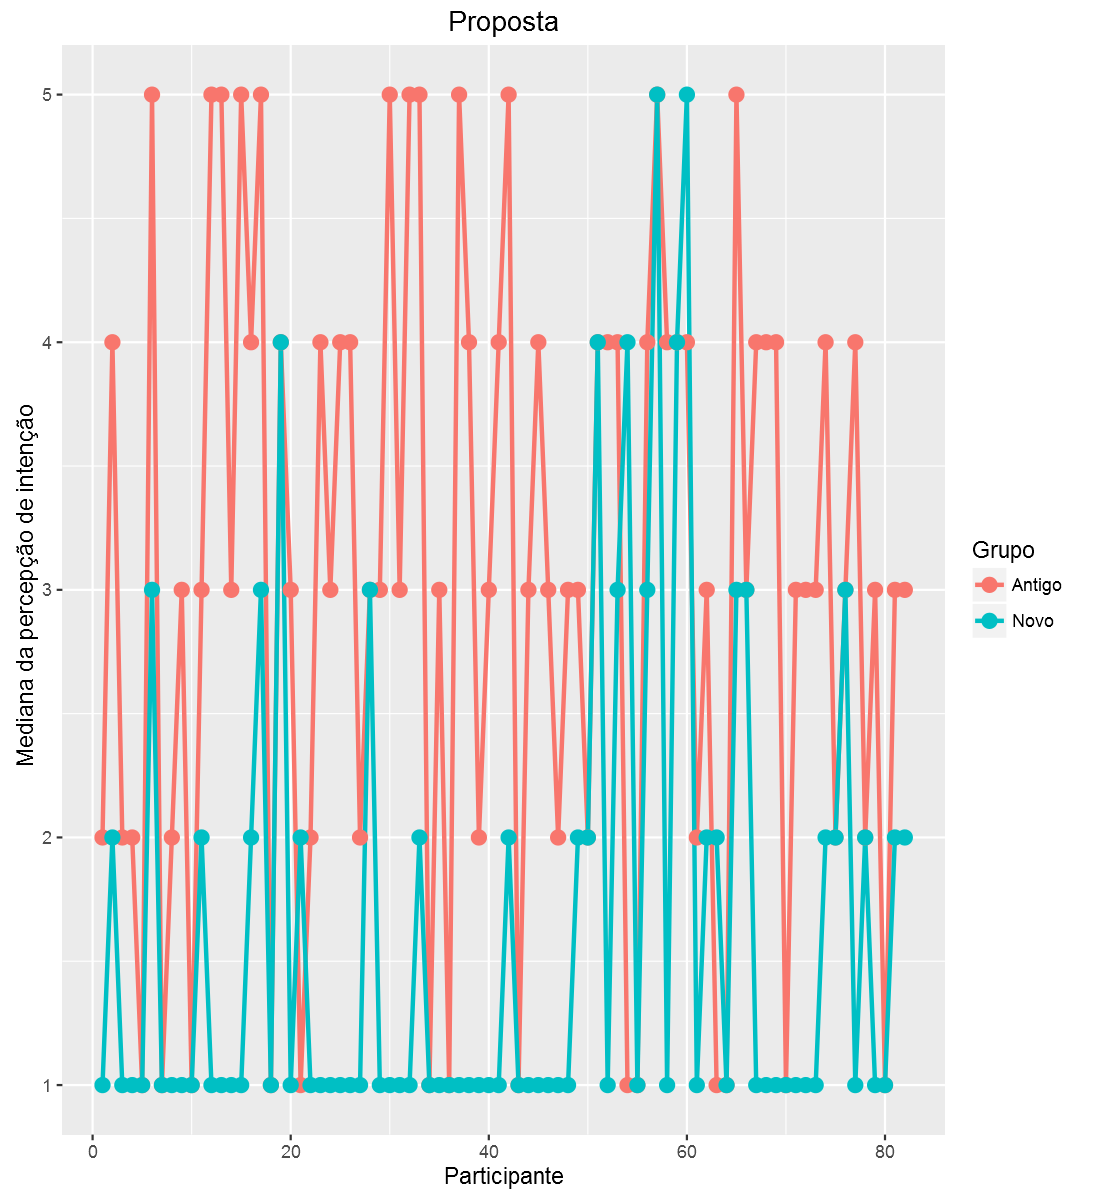 Proposta
5
4
3
2
1
Mediana da percepção de intenção
0 20 40 60 80
Participante
Grupo
Antigo
Novo